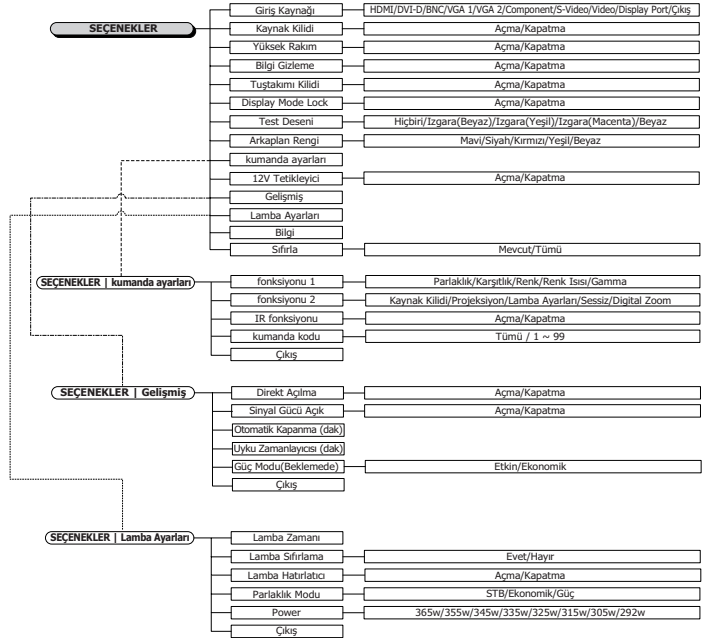 Giriş Kaynağı HDMI/DVI-D/BNC/VGA 1/VGA 2/Component/S-Video/Video/Display Port/Çıkış
SEÇENEKLER Kaynak Kilidi Açma/Kapatma
Yüksek Rakım Açma/Kapatma
Bilgi Gizleme Açma/Kapatma
Tuştakımı Kilidi Açma/Kapatma
Display Mode Lock Açma/Kapatma
Test Deseni Hiçbiri/Izgara(Beyaz)/Izgara(Yeşil)/Izgara(Macenta)/Beyaz
Arkaplan Rengi Mavi/Siyah/Kırmızı/Yeşil/Beyaz
kumanda ayarları
12V Tetikleyici Açma/Kapatma
Gelişmiş
Lamba Ayarları
Bilgi
Sıfırla Mevcut/Tümü
SEÇENEKLER | kumanda ayarları fonksiyonu 1 Parlaklık/Karşıtlık/Renk/Renk Isısı/Gamma
fonksiyonu 2 Kaynak Kilidi/Projeksiyon/Lamba Ayarları/Sessiz/Digital Zoom
IR fonksiyonu Açma/Kapatma
kumanda kodu Tümü / 1 ~ 99
Çıkış
SEÇENEKLER | Gelişmiş Direkt Açılma Açma/Kapatma
Sinyal Gücü Açık Açma/Kapatma
Otomatik Kapanma (dak)
Uyku Zamanlayıcısı (dak)
Güç Modu(Beklemede) Etkin/Ekonomik
Çıkış
SEÇENEKLER | Lamba Ayarları Lamba Zamanı
Lamba Sıfırlama Evet/Hayır
Lamba Hatırlatıcı Açma/Kapatma
Parlaklık Modu STB/Ekonomik/Güç
Power 365w/355w/345w/335w/325w/315w/305w/292w
Çıkış